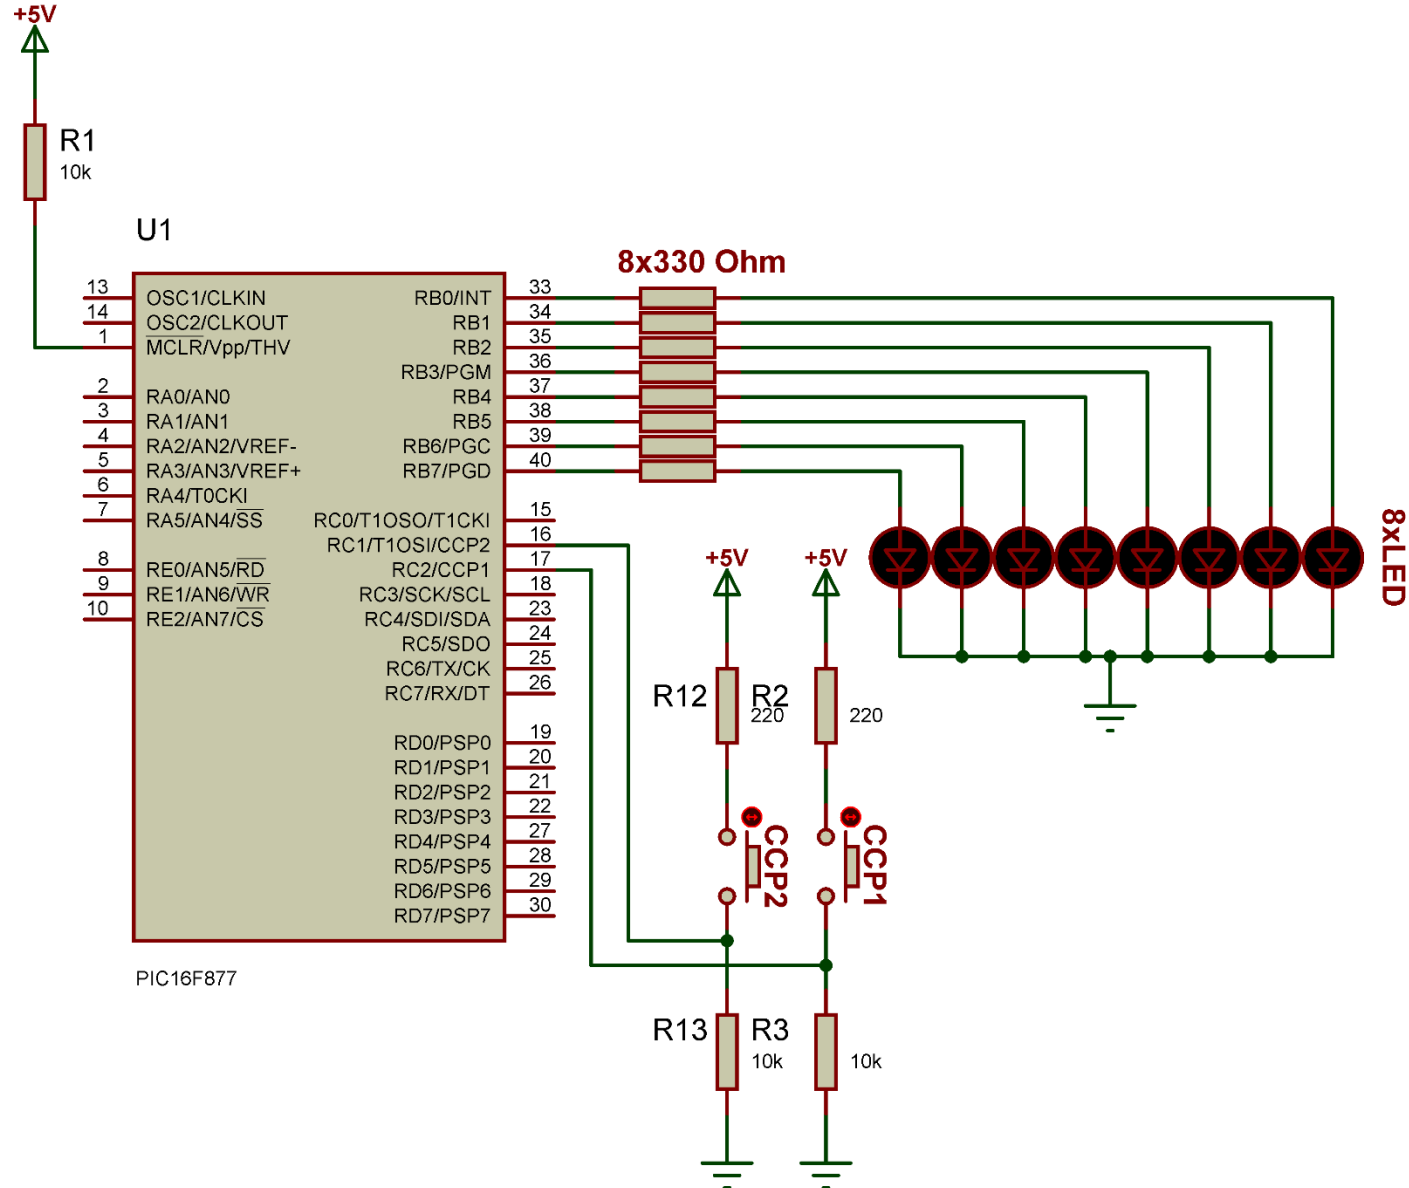 +5V
R1
10k
U1
8x330 Ohm
13 OSC1/CLKIN RB0/INT 33
14 OSC2/CLKOUT RB1 34
1 MCLR/Vpp/THV RB2 35
RB3/PGM 36
2 RA0/AN0 RB4 37
3 RA1/AN1 RB5 38
4 RA2/AN2/VREF- RB6/PGC 39
5 RA3/AN3/VREF+ RB7/PGD 40
6 RA4/T0CKI
7 RA5/AN4/SS RC0/T1OSO/T1CKI 15
RC1/T1OSI/CCP2 16
8 RE0/AN5/RD RC2/CCP1 17
9 RE1/AN6/WR RC3/SCK/SCL 18
10 RE2/AN7/CS RC4/SDI/SDA 23
RC5/SDO 24
RC6/TX/CK 25
RC7/RX/DT 26
RD0/PSP0 19
RD1/PSP1 20
RD2/PSP2 21
RD3/PSP3 22
RD4/PSP4 27
RD5/PSP5 28
RD6/PSP6 29
RD7/PSP7 30
PIC16F877
8xLED
+5V +5V
R12 R2
220 220
CCP2 CCP1
R13 R3
10k 10k